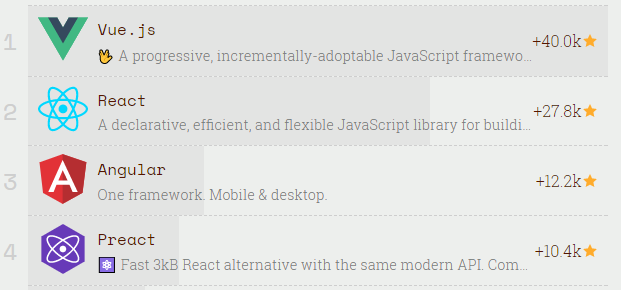 1
Vue.js
🖖 A progressive, incrementally-adoptable JavaScript framewo...
+40.0k★
2
React
A declarative, efficient, and flexible JavaScript library for buildi...
+27.8k★
3
Angular
One framework. Mobile & desktop.
+12.2k★
4
Preact
⚛️ Fast 3kB React alternative with the same modern API. Com...
+10.4k★